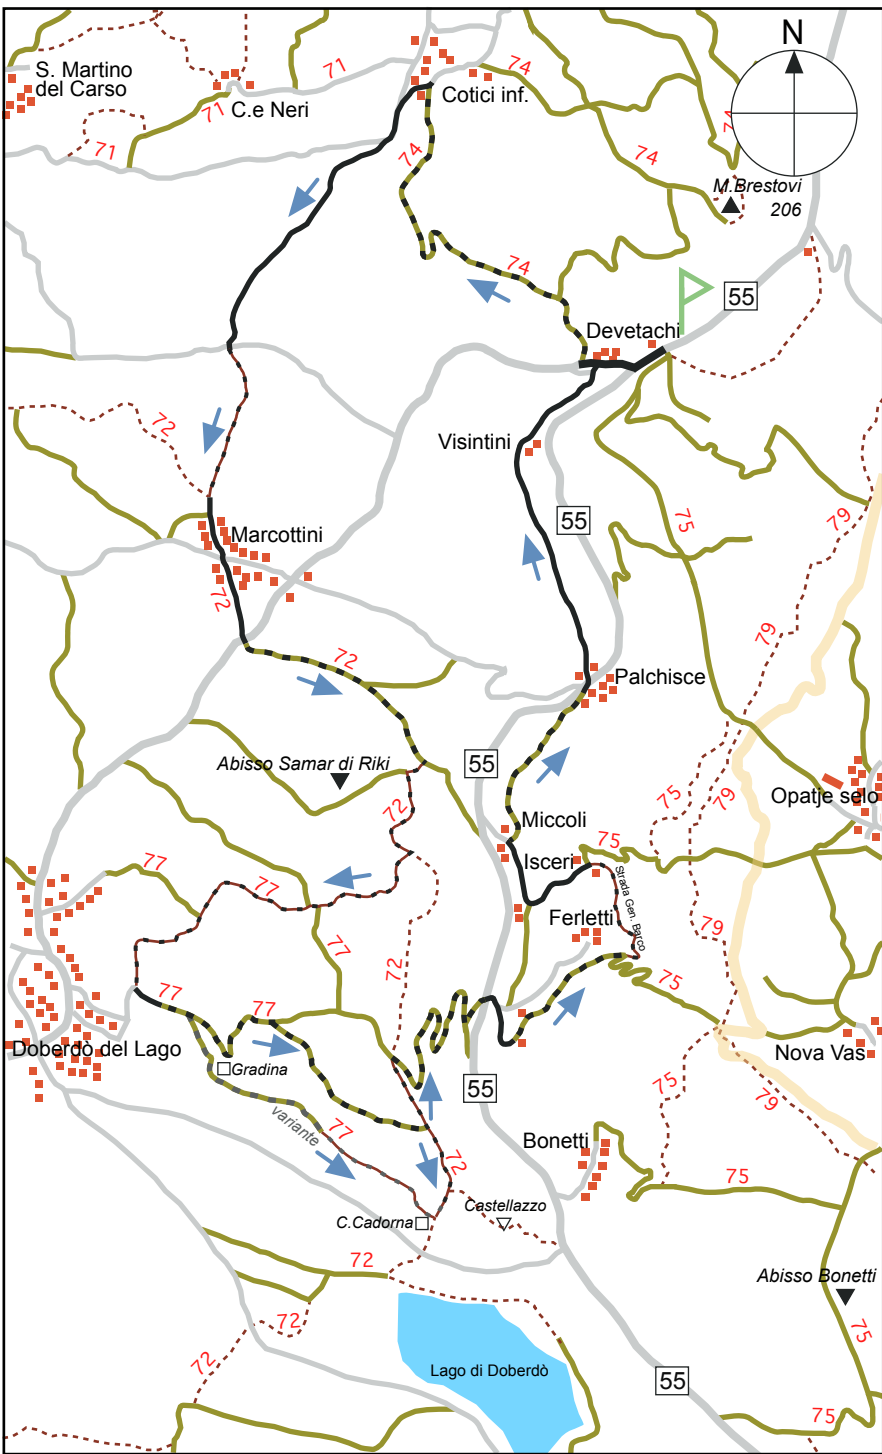 N
S. Martino
del Carso
71
74
C.e Neri
71
Cotici inf.
74
71
74
74
M.Brestovi
206
74
55
Devetachi
72
Visintini
55
75
79
Marcottini
72
79
72
Palchisce
Abisso Samar di Riki
55
75
79
Opatje selo
72
Miccoli
75
77
77
Isceri
Strada Gen. Barco
Ferletti
79
77
72
75
77
77
Doberdò del Lago
Gradina
Nova Vas
55
75
79
variante
77
Bonetti
72
75
C.Cadorna
Castellazzo
72
Abisso Bonetti
72
75
72
Lago di Doberdò
55
75